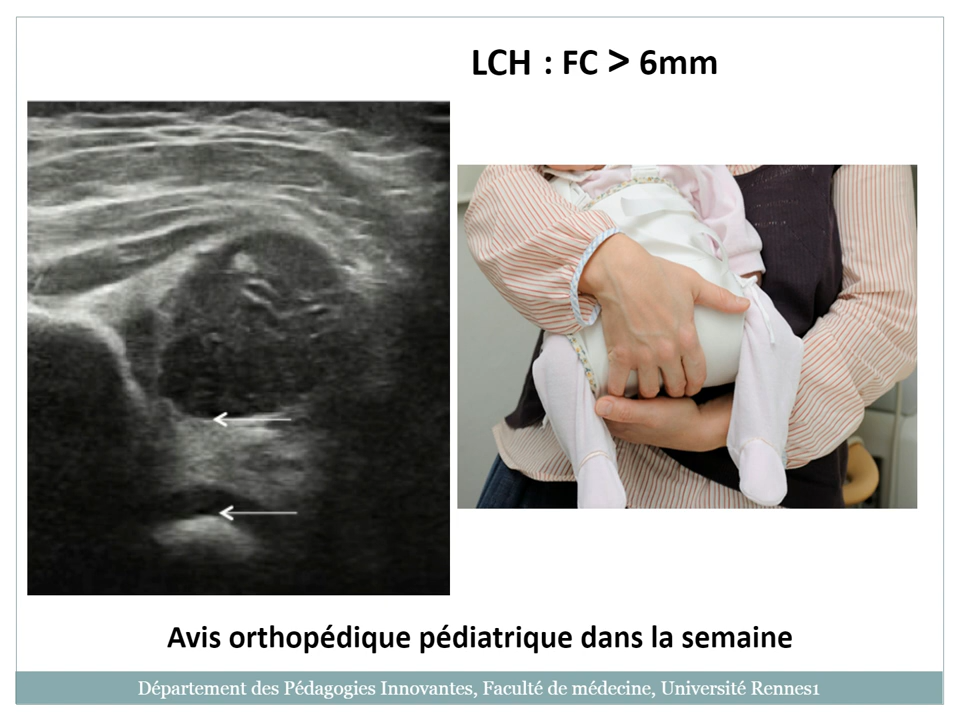 LCH : FC > 6mm
Avis orthopédique pédiatrique dans la semaine
Département des Pédagogies Innovantes, Faculté de médecine, Université Rennes1